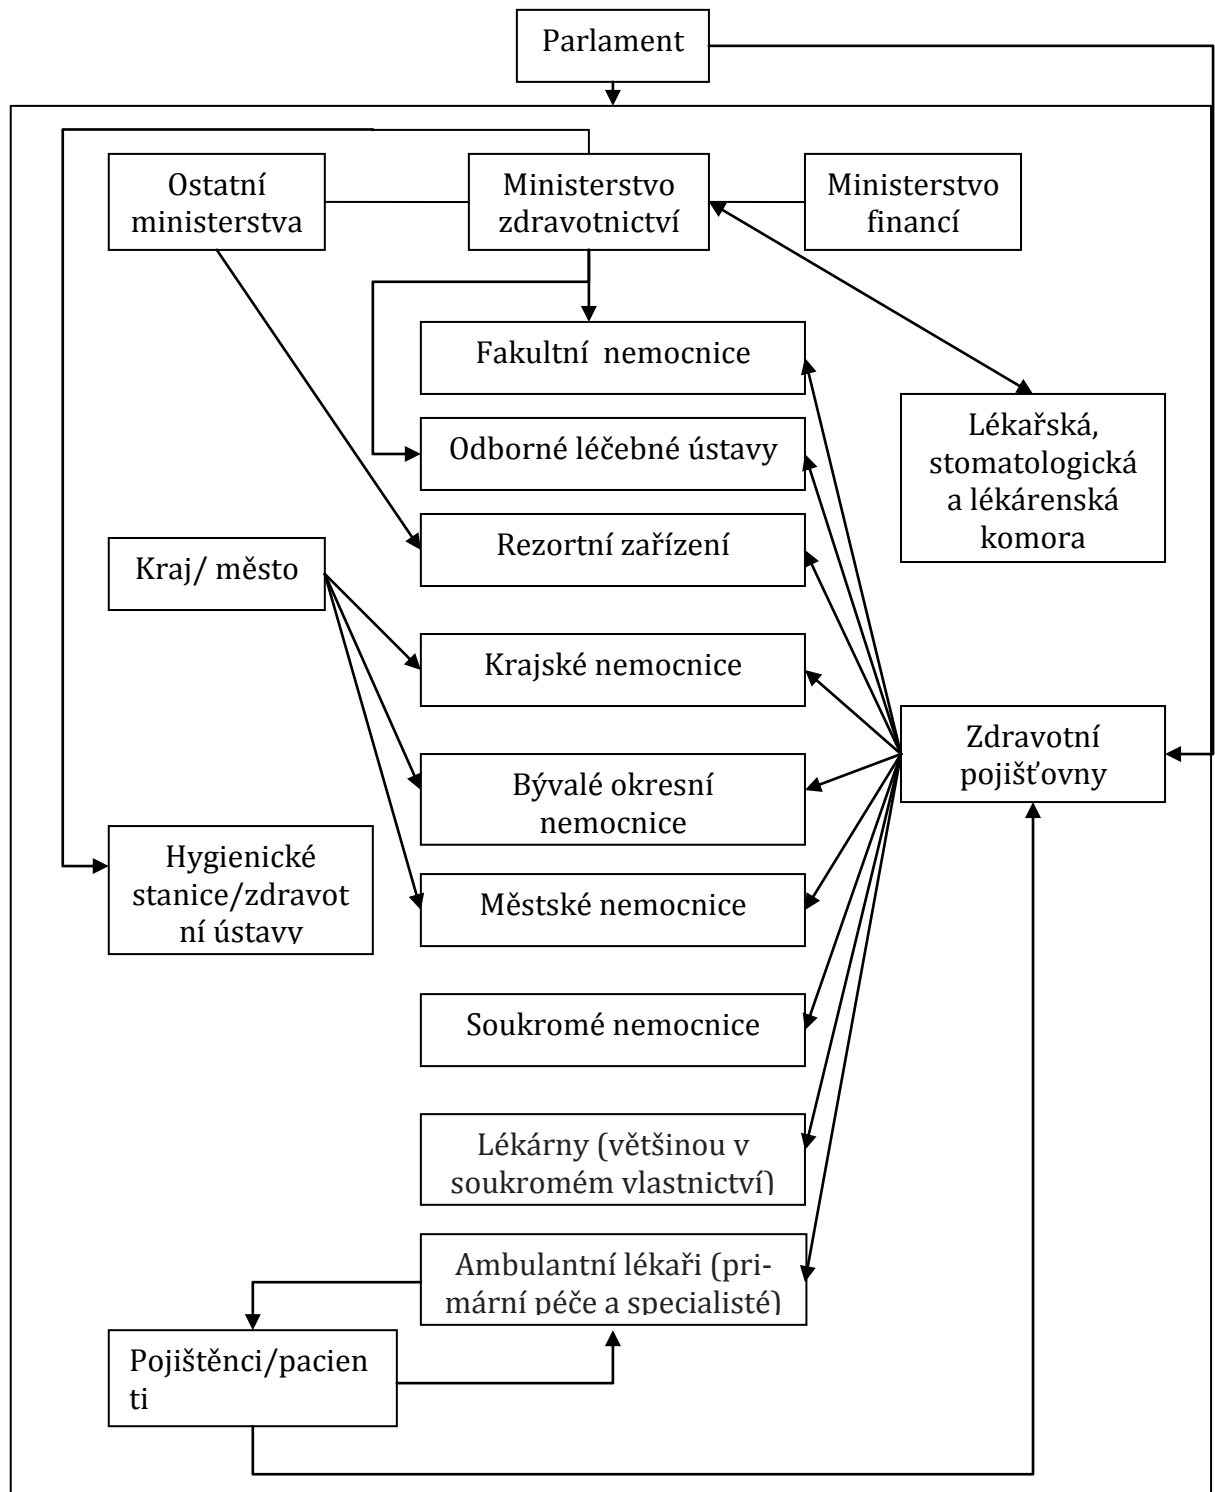 Parlament
Ostatní
ministerstva
Ministerstvo
zdravotnictví
Ministerstvo
financí
Fakultní  nemocnice
Odborné léčebné ústavy
Lékařská,
stomatologická
a lékárenská
komora
Rezortní zařízení
Kraj/ město
Krajské nemocnice
Zdravotní
pojišťovny
Bývalé okresní
nemocnice
Hygienické
stanice/zdravot
ní ústavy
Městské nemocnice
Soukromé nemocnice
Lékárny (většinou v
soukromém vlastnictví)
Ambulantní lékaři (pri-
mární péče a specialisté)
Pojištěnci/pacien
ti